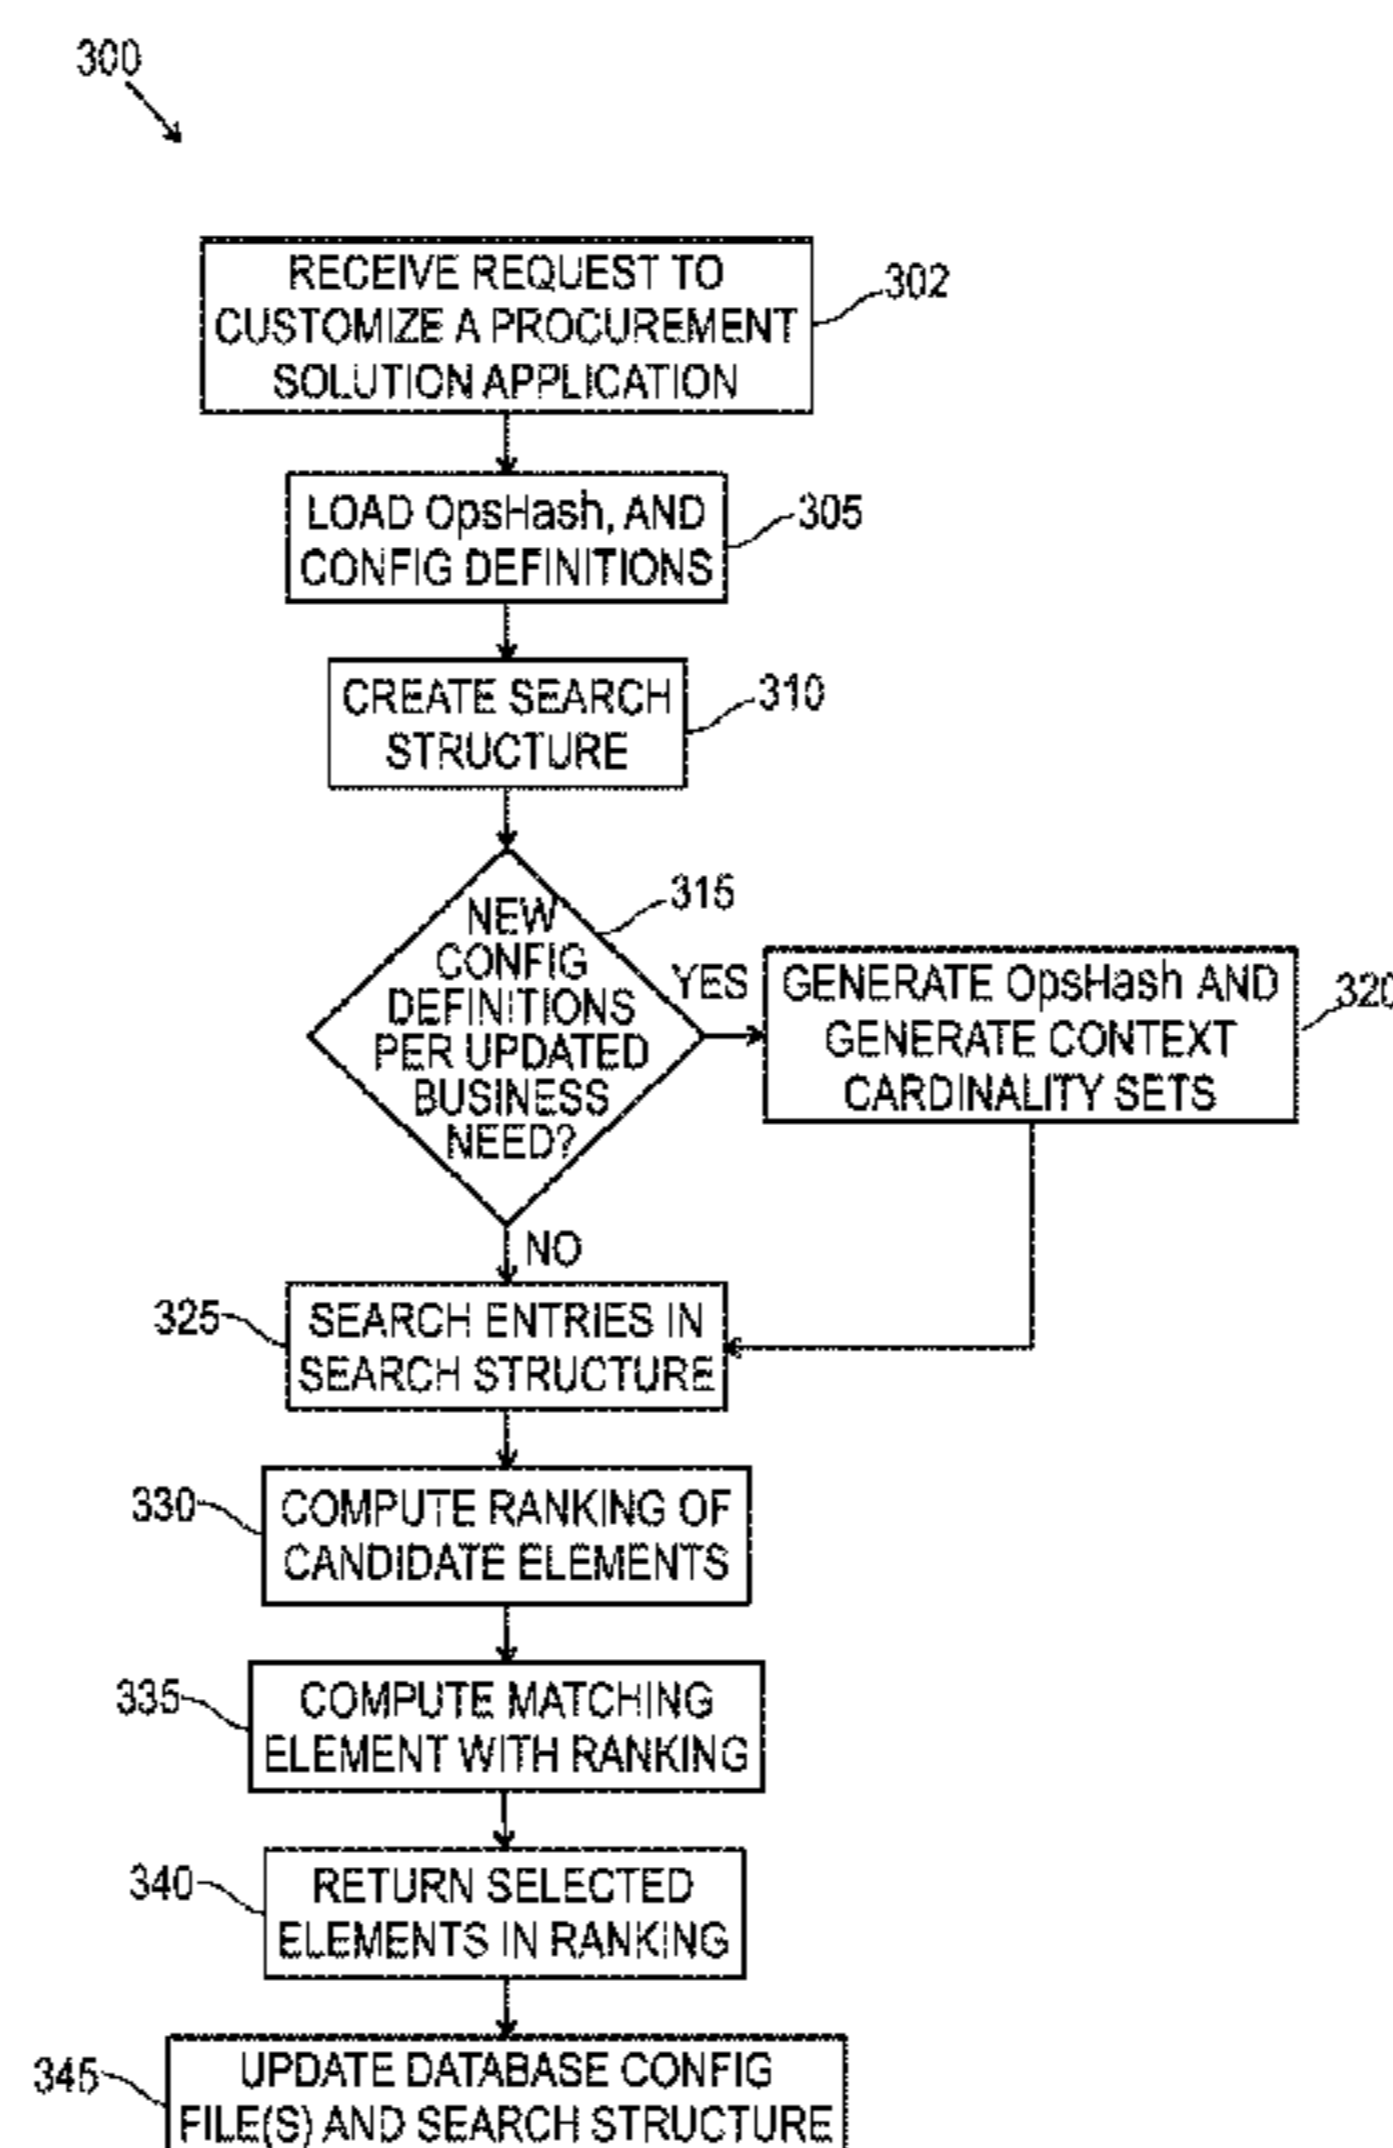 300
RECEIVE REQUEST TO
CUSTOMIZE A PROCUREMENT
SOLUTION APPLICATION
302
LOAD OpsHash, AND
CONFIG DEFINITIONS
305
CREATE SEARCH
STRUCTURE
310
NEW
CONFIG
DEFINITIONS
PER UPDATED
BUSINESS
NEED?
315
YES
GENERATE OpsHash AND
GENERATE CONTEXT
CARDINALITY SETS
320
NO
325
SEARCH ENTRIES IN
SEARCH STRUCTURE
330
COMPUTE RANKING OF
CANDIDATE ELEMENTS
335
COMPUTE MATCHING
ELEMENT WITH RANKING
340
RETURN SELECTED
ELEMENTS IN RANKING
345
UPDATE DATABASE CONFIG
FILE(S) AND SEARCH STRUCTURE